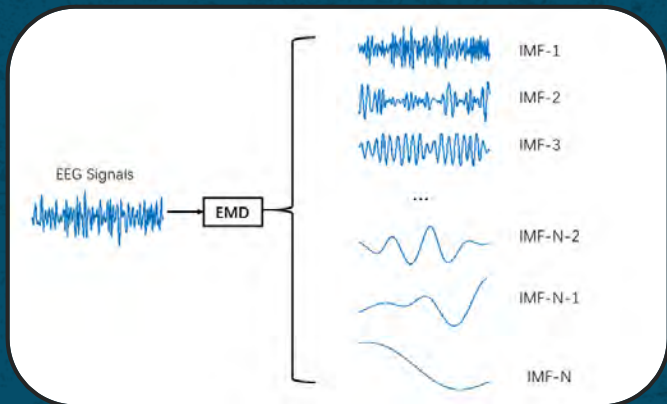 EEG Signals
EMD
IMF-1
IMF-2
IMF-3
...
IMF-N-2
IMF-N-1
IMF-N